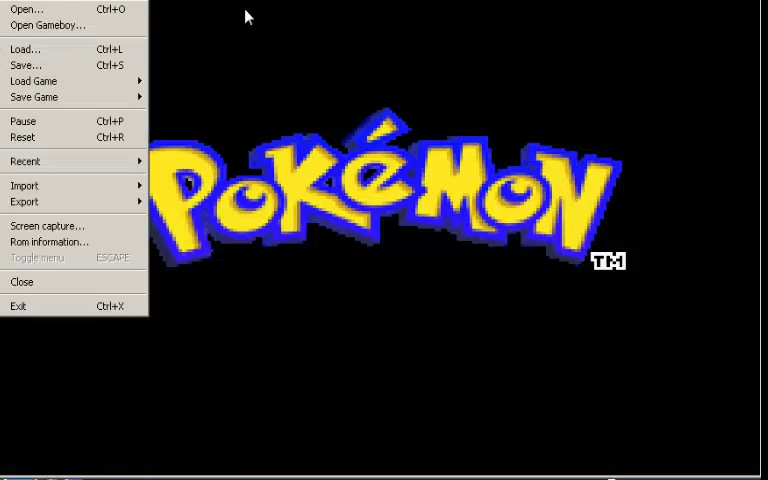 Open... Ctrl+O
Open Gameboy...
Load... Ctrl+L
Save... Ctrl+S
Load Game
Save Game
Pause Ctrl+P
Reset Ctrl+R
Recent
Import
Export
Screen capture...
Rom information...
Toggle menu ESCAPE
Close
Exit Ctrl+X
POKéMON
TM